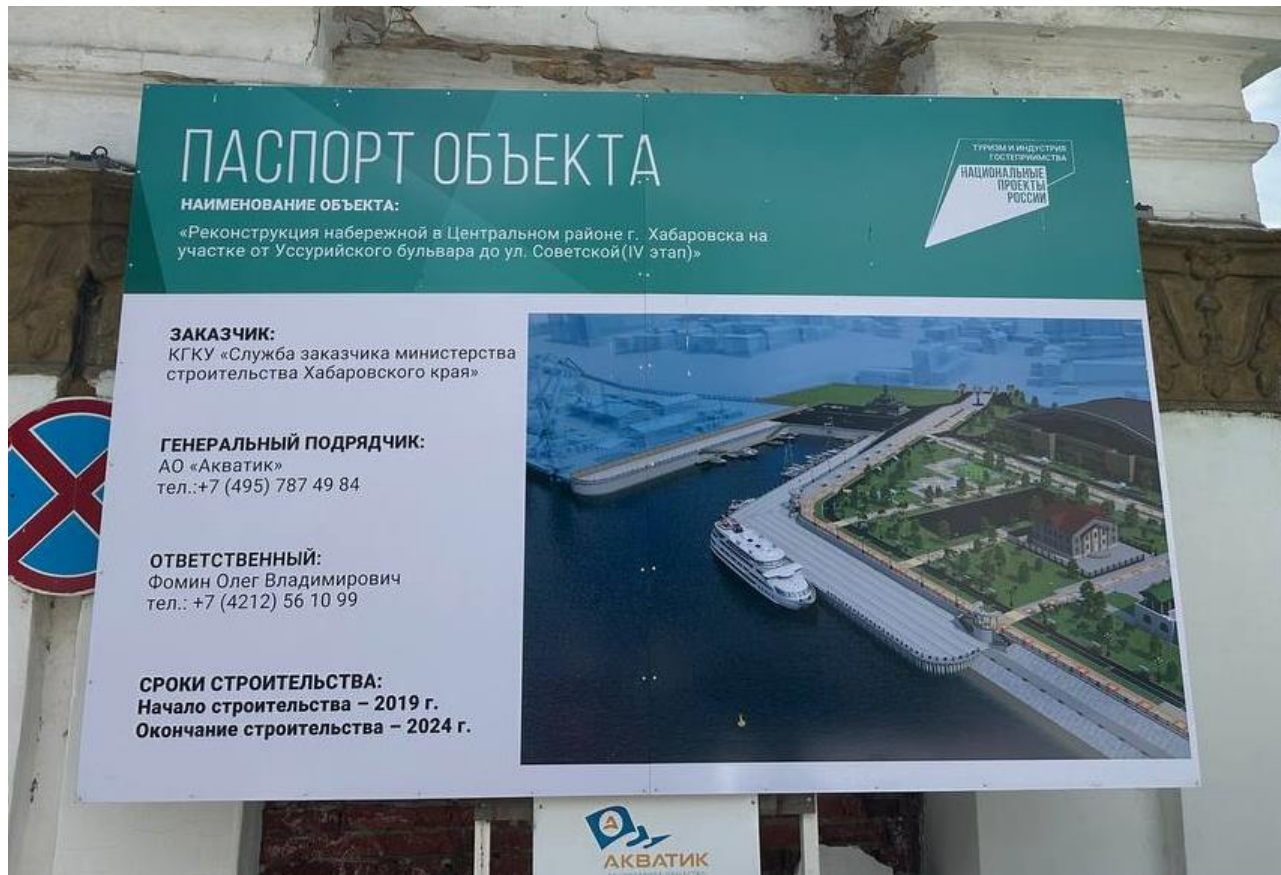 ПАСПОРТ ОБЪЕКТА
НАИМЕНОВАНИЕ ОБЪЕКТА:
«Реконструкция набережной в Центральном районе г. Хабаровска на
участке от Уссурийского бульвара до ул. Советской(IV этап)»
ТУРИЗМ И ИНДУСТРИЯ
ГОСТЕПРИИМСТВА
НАЦИОНАЛЬНЫЕ
ПРОЕКТЫ
РОССИИ
ЗАКАЗЧИК:
КГКУ «Служба заказчика министерства
строительства Хабаровского края»
ГЕНЕРАЛЬНЫЙ ПОДРЯДЧИК:
АО «Акватик»
тел.:+7 (495) 787 49 84
ОТВЕТСТВЕННЫЙ:
Фомин Олег Владимирович
тел.: +7 (4212) 56 10 99
СРОКИ СТРОИТЕЛЬСТВА:
Начало строительства – 2019 г.
Окончание строительства – 2024 г.
АКВАТИК